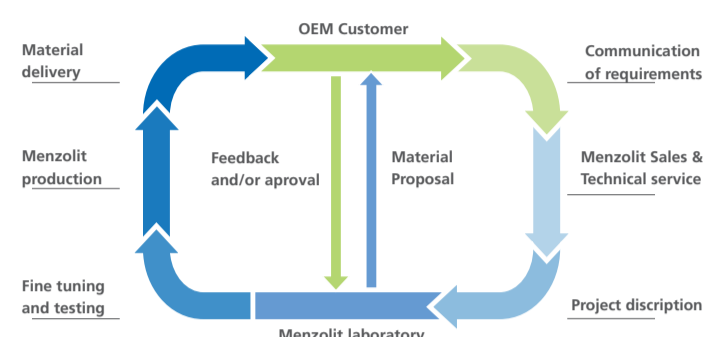 OEM Customer
Material
delivery
Communication
of requirements
Menzolit
production
Feedback
and/or aproval
Material
Proposal
Menzolit Sales &
Technical service
Fine tuning
and testing
Project discription
Menzolit laboratory